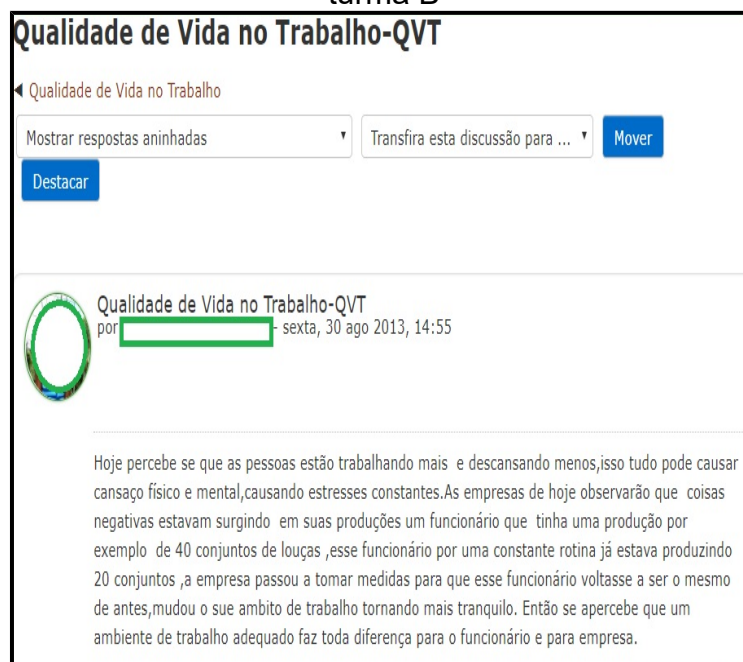 turma B
Qualidade de Vida no Trabalho-QVT
Qualidade de Vida no Trabalho
Mostrar respostas aninhadas
Transfira esta discussão para ...
Mover
Destacar
Qualidade de Vida no Trabalho-QVT
por - sexta, 30 ago 2013, 14:55
Hoje percebe se que as pessoas estão trabalhando mais e descansando menos,isso tudo pode causar
cansaço físico e mental,causando estresses constantes.As empresas de hoje observarão que coisas
negativas estavam surgindo em suas produções um funcionário que tinha uma produção por
exemplo de 40 conjuntos de louças ,esse funcionário por uma constante rotina já estava produzindo
20 conjuntos ,a empresa passou a tomar medidas para que esse funcionário voltasse a ser o mesmo
de antes,mudou o sue ambito de trabalho tornando mais tranquilo. Então se apercebe que um
ambiente de trabalho adequado faz toda diferença para o funcionário e para empresa.